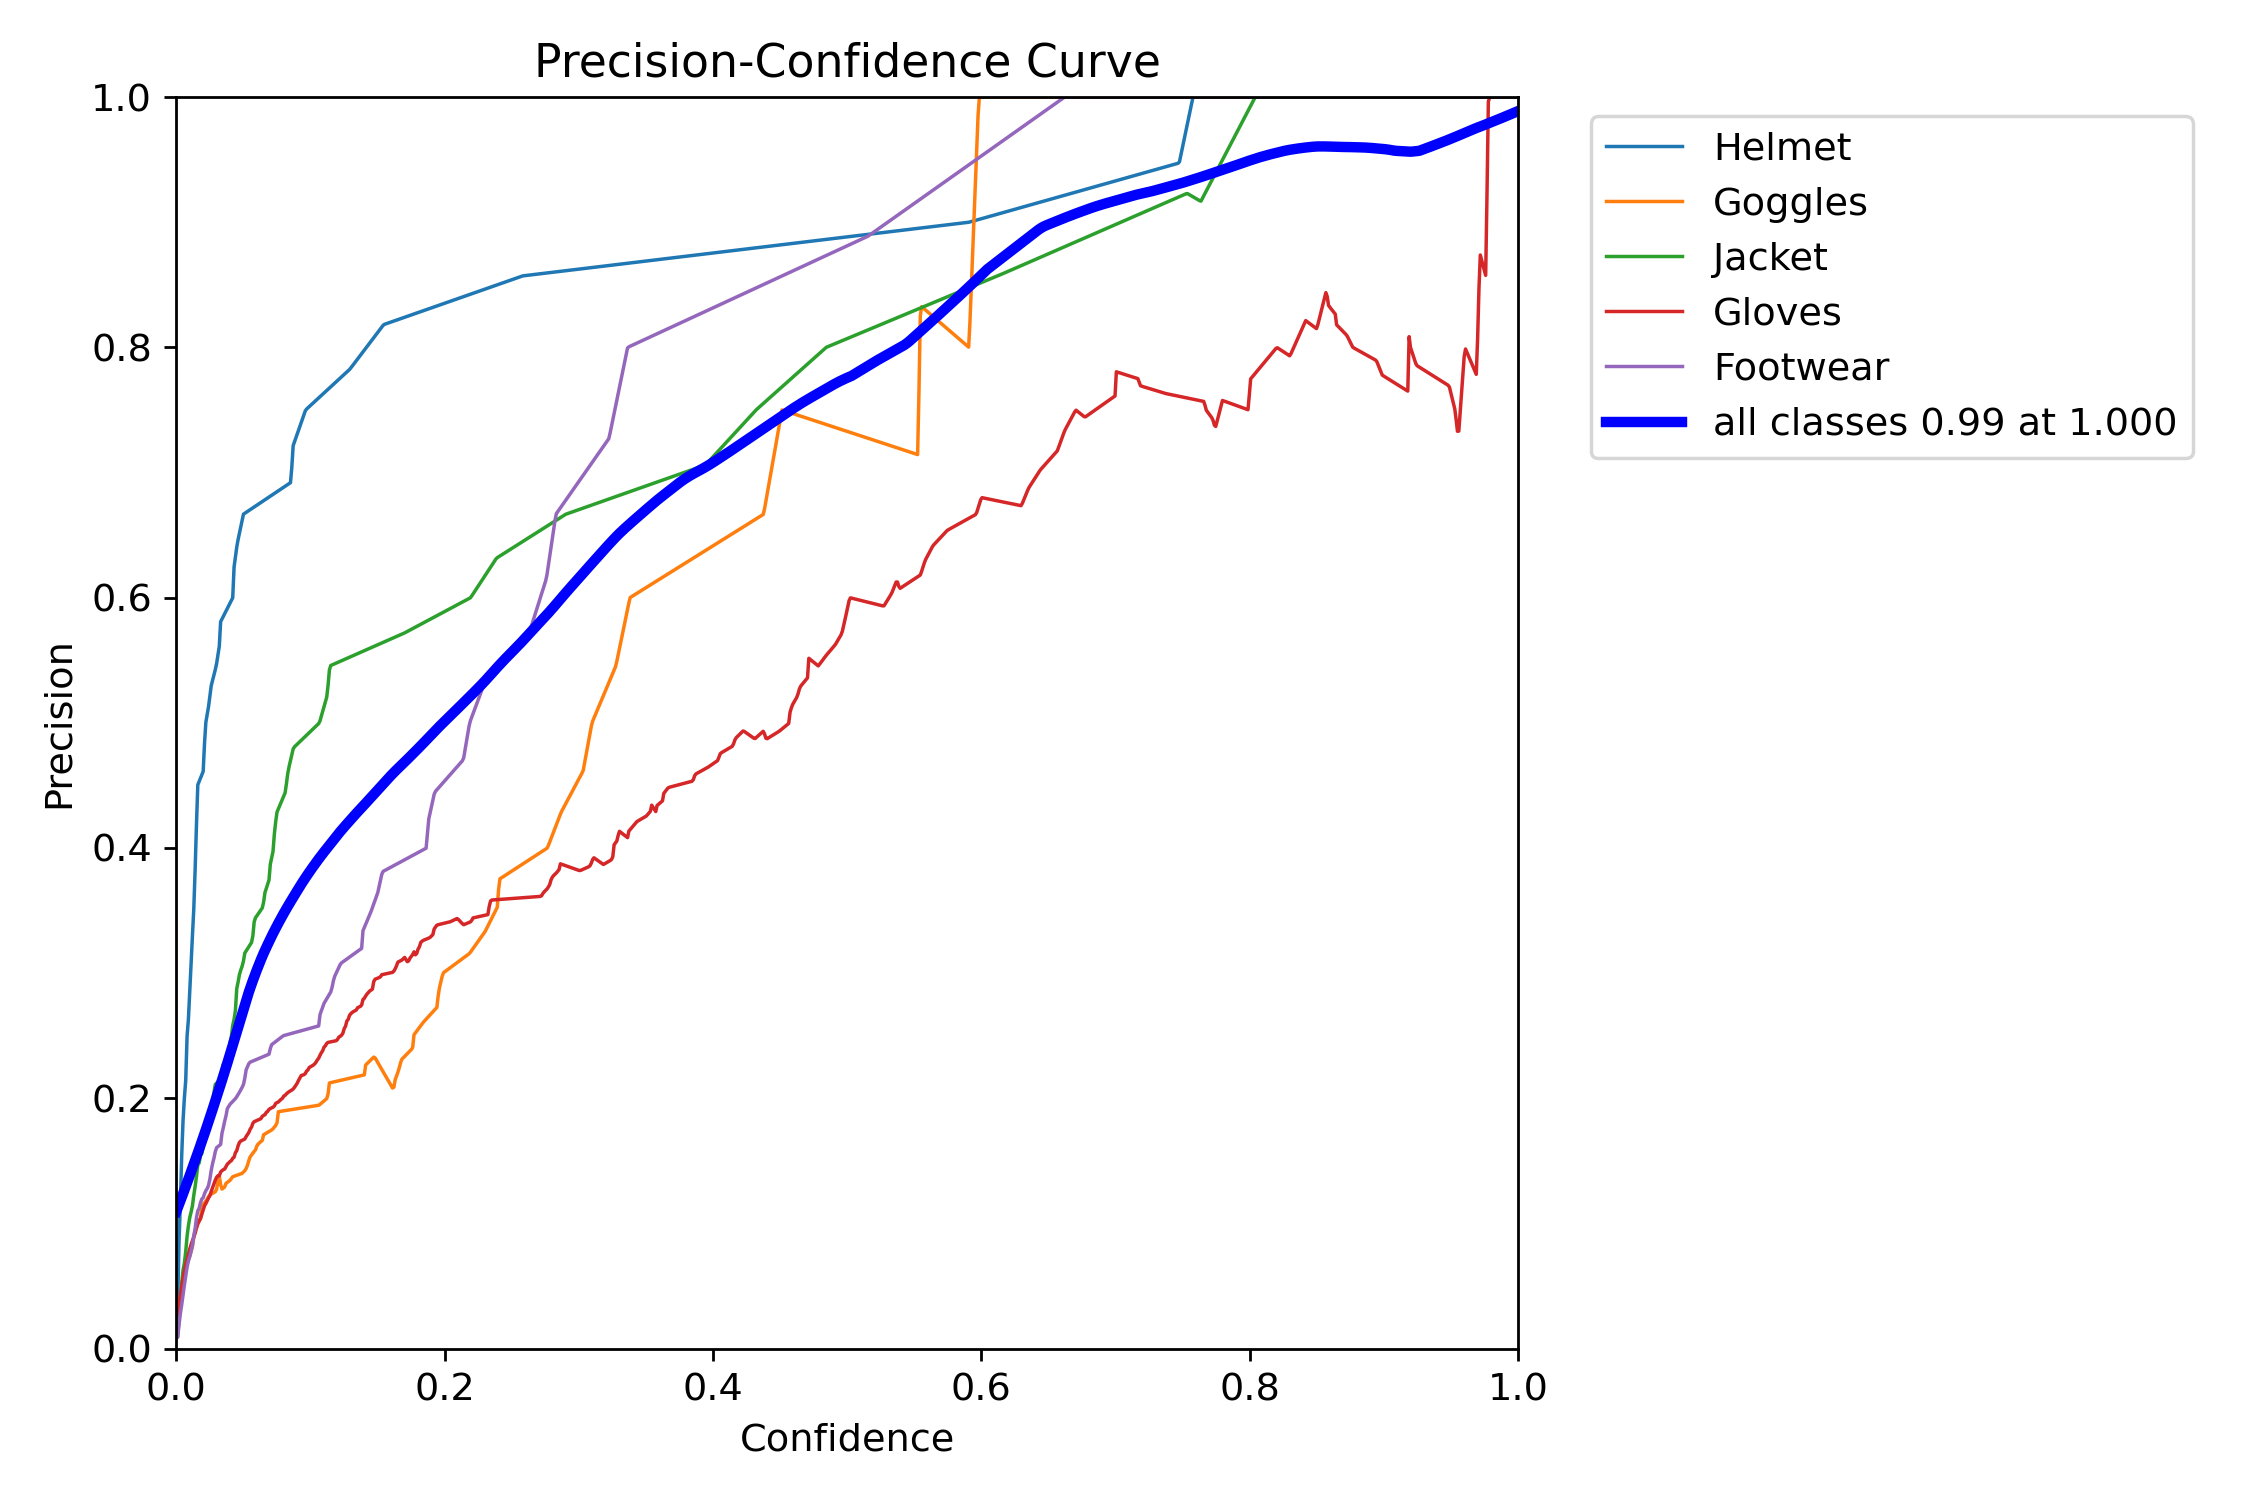 Precision-Confidence Curve
1.0
0.8
0.6
0.4
0.2
0.0
Precision
0.0 0.2 0.4 0.6 0.8 1.0
Confidence
Helmet
Goggles
Jacket
Gloves
Footwear
all classes 0.99 at 1.000